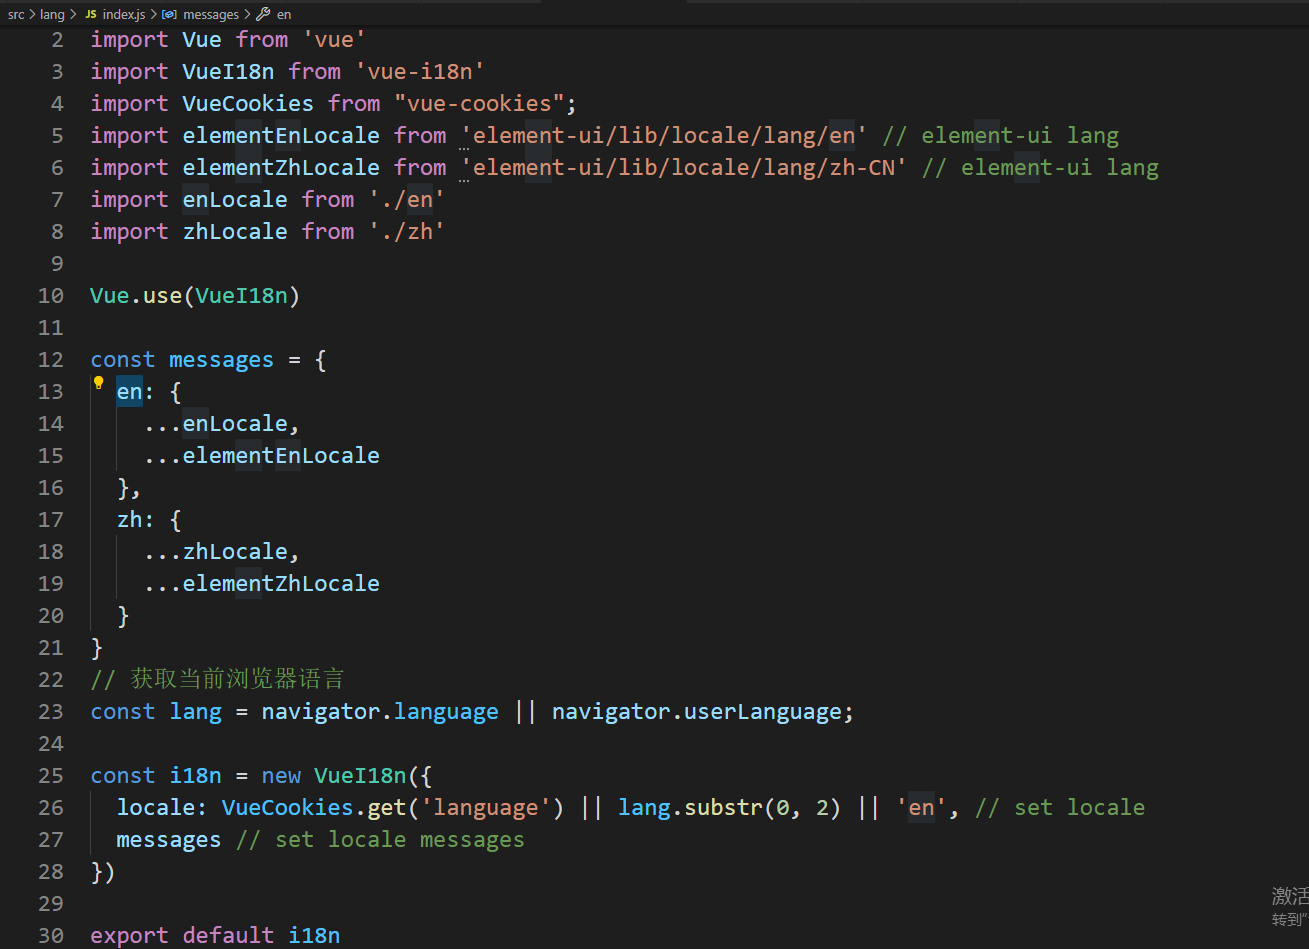 src > lang > JS index.js > messages > en
2 import Vue from 'vue'
3 import VueI18n from 'vue-i18n'
4 import VueCookies from "vue-cookies";
5 import elementEnLocale from 'element-ui/lib/locale/lang/en' // element-ui lang
6 import elementZhLocale from 'element-ui/lib/locale/lang/zh-CN' // element-ui lang
7 import enLocale from './en'
8 import zhLocale from './zh'
9
10 Vue.use(VueI18n)
11
12 const messages = {
13   en: {
14     ...enLocale,
15     ...elementEnLocale
16   },
17   zh: {
18     ...zhLocale,
19     ...elementZhLocale
20   }
21 }
22 // 获取当前浏览器语言
23 const lang = navigator.language || navigator.userLanguage;
24
25 const i18n = new VueI18n({
26   locale: VueCookies.get('language') || lang.substr(0, 2) || 'en', // set locale
27   messages // set locale messages
28 })
29
30 export default i18n
激活
转到"